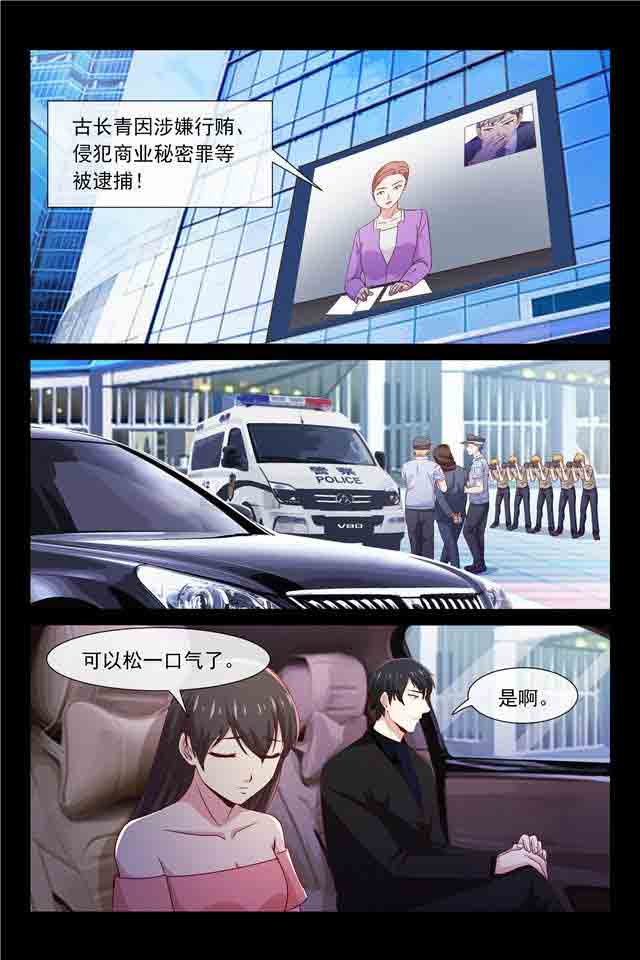 古长青因涉嫌行贿、
侵犯商业秘密罪等
被逮捕！
警察
POLICE
V80
可以松一口气了。
是啊。